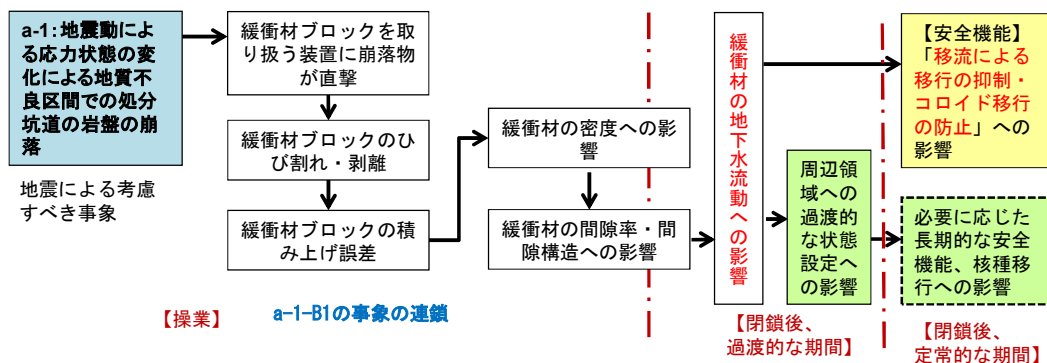 a-1:地震動によ
る応力状態の変
化による地質不
良区間での処分
坑道の岩盤の崩
落
地震による考慮
すべき事象
緩衝材ブロックを取
り扱う装置に崩落物
が直撃
緩衝材ブロックのひ
び割れ・剥離
緩衝材ブロックの積
み上げ誤差
緩衝材の密度への影
響
緩衝材の間隙率・間
隙構造への影響
緩衝材の地下水流動への影響
周辺領
域への
過渡的
な状態
設定へ
の影響
【安全機能】
「移流による
移行の抑制・
コロイド移行
の防止」への
影響
必要に応じた
長期的な安全
機能、核種移
行への影響
【操業】
a-1-B1の事象の連鎖
【閉鎖後、
過渡的な期間】
【閉鎖後、
定常的な期間】